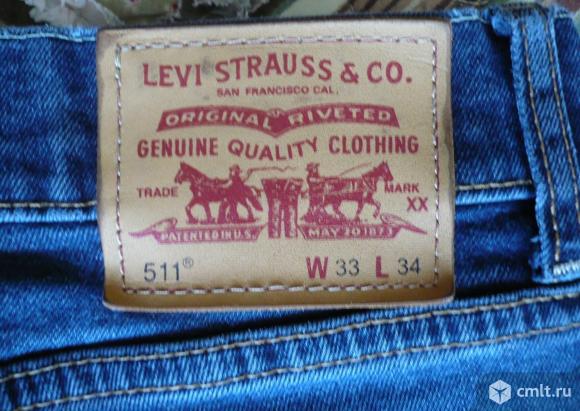 LEVI STRAUSS & CO.
SAN FRANCISCO CAL.
ORIGINAL RIVETED
GENUINE QUALITY CLOTHING
TRADE MARK
XX
PATENTED IN U.S. MAY 20 1873
511® W 33 L 34
cmlt.ru